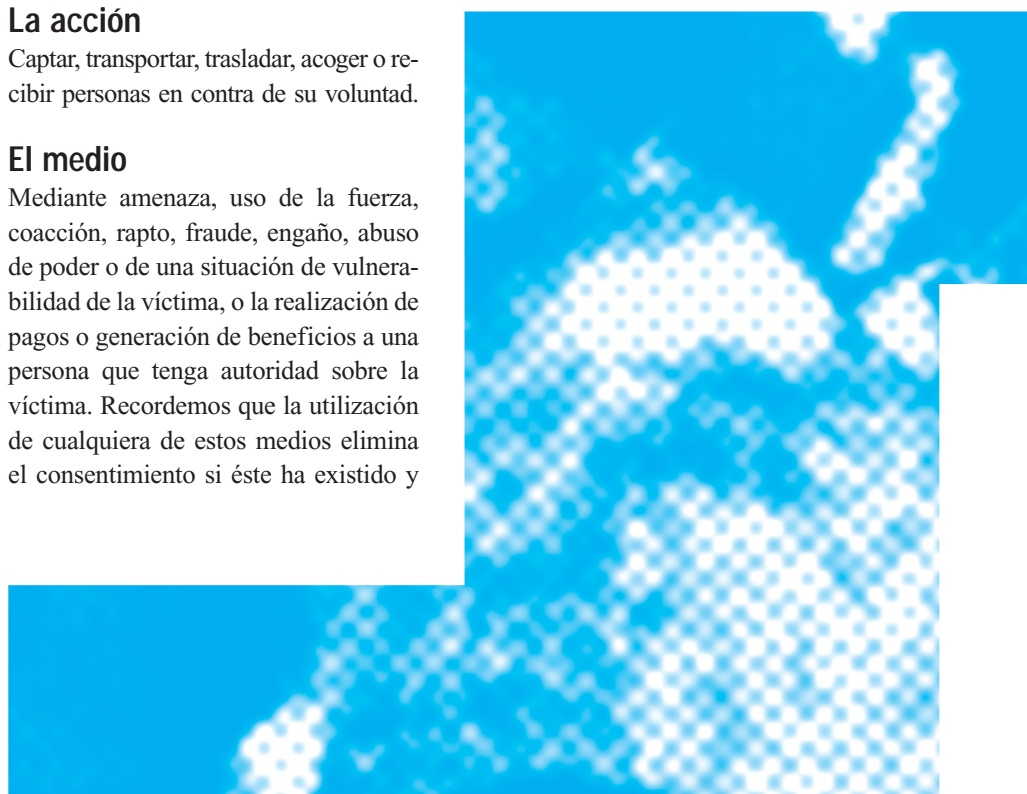 La acción
Captar, transportar, trasladar, acoger o re-
cibir personas en contra de su voluntad.
El medio
Mediante amenaza, uso de la fuerza,
coacción, rapto, fraude, engaño, abuso
de poder o de una situación de vulnera-
bilidad de la víctima, o la realización de
pagos o generación de beneficios a una
persona que tenga autoridad sobre la
víctima. Recordemos que la utilización
de cualquiera de estos medios elimina
el consentimiento si éste ha existido y